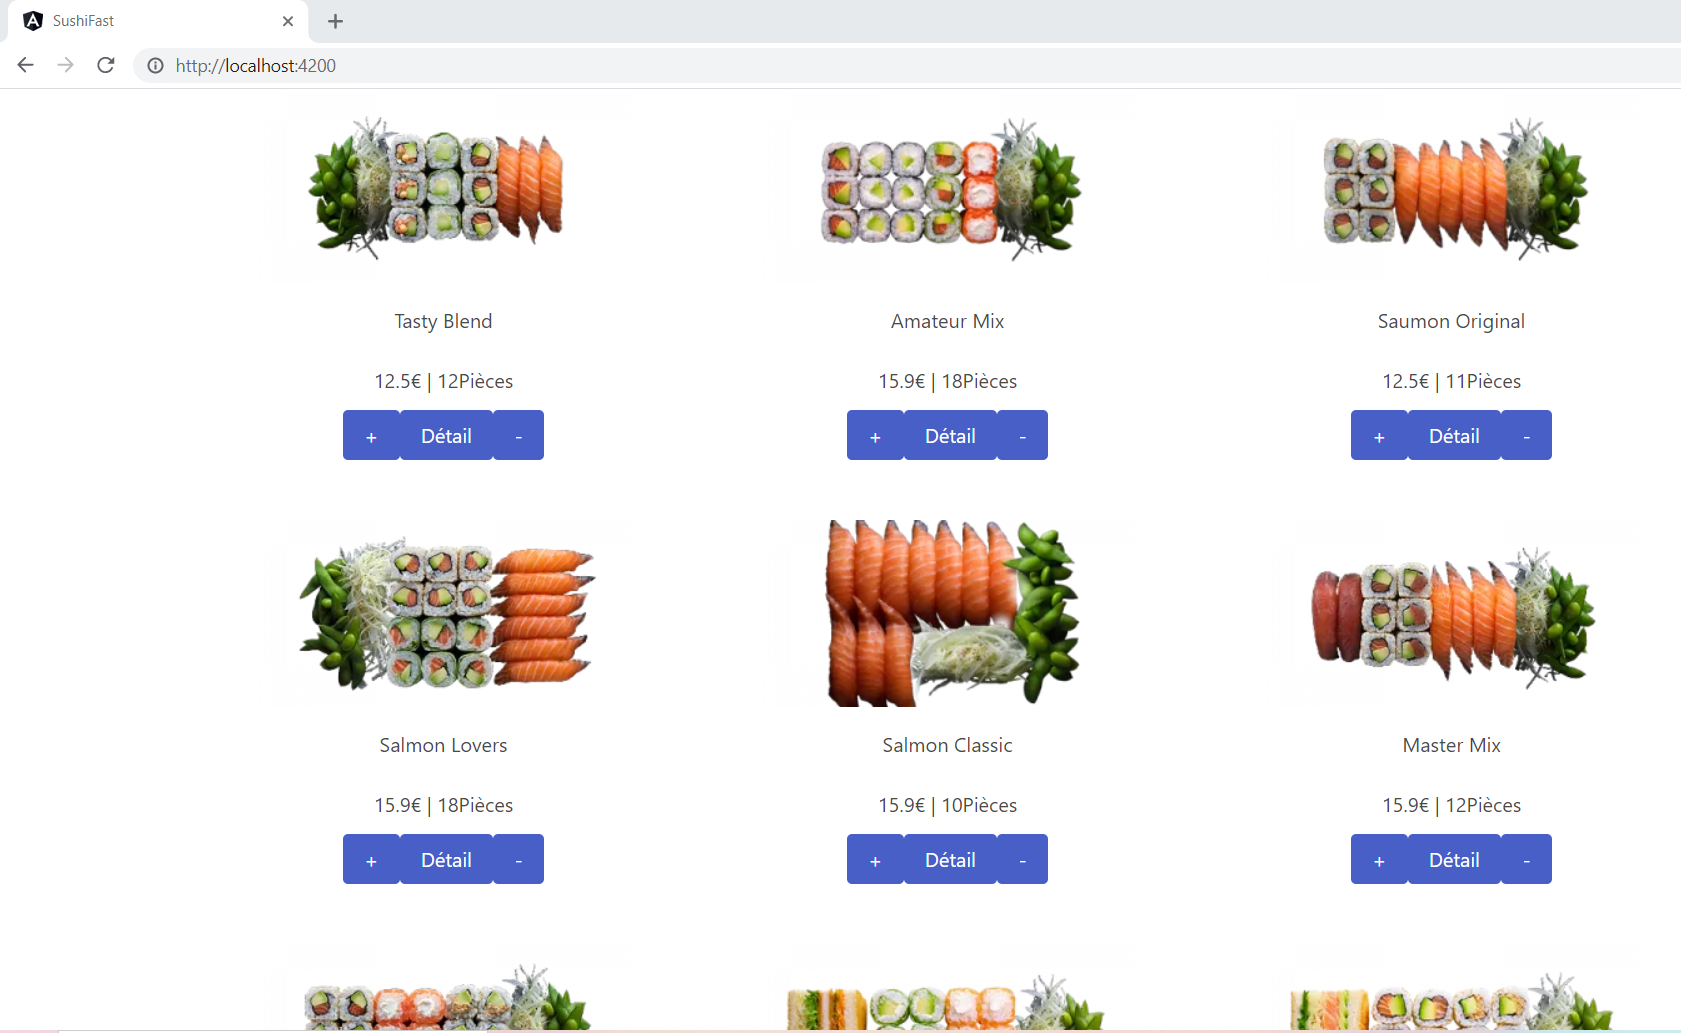 SushiFast
http://localhost:4200
Tasty Blend
12.5€ | 12Pièces
+ Détail -
Amateur Mix
15.9€ | 18Pièces
+ Détail -
Saumon Original
12.5€ | 11Pièces
+ Détail -
Salmon Lovers
15.9€ | 18Pièces
+ Détail -
Salmon Classic
15.9€ | 10Pièces
+ Détail -
Master Mix
15.9€ | 12Pièces
+ Détail -